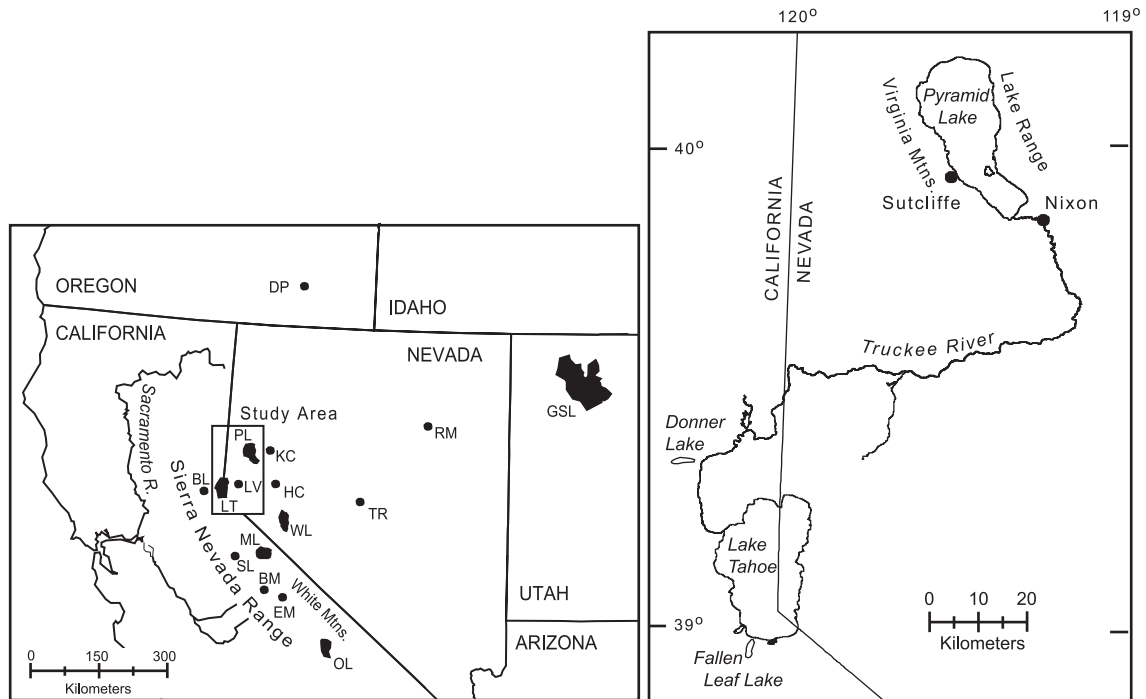 OREGON
DP
IDAHO
CALIFORNIA
NEVADA
Sacramento R.
Study Area
GSL
PL
RM
KC
BL
LV
HC
LT
TR
WL
Sierra Nevada Range
ML
SL
BM
White Mtns.
EM
UTAH
ARIZONA
OL
0 150 300
Kilometers
120° 119°
Pyramid
Lake
Virginia Mtns.
Lake Range
40°
Sutcliffe
Nixon
CALIFORNIA
NEVADA
Truckee River
Donner
Lake
Lake
Tahoe
0 10 20
Kilometers
39°
Fallen
Leaf Lake